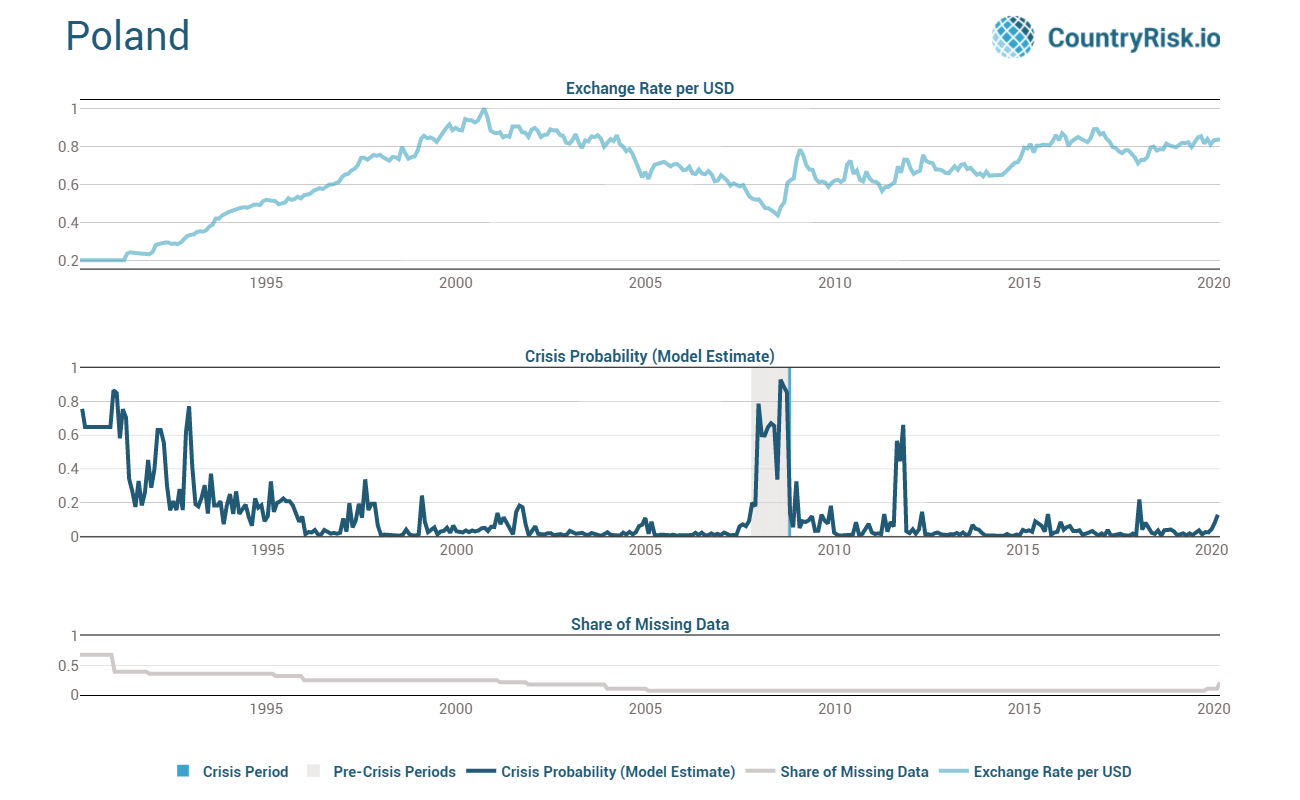 Poland
CountryRisk.io
Exchange Rate per USD
1
0.8
0.6
0.4
0.2
1995 2000 2005 2010 2015 2020
Crisis Probability (Model Estimate)
1
0.8
0.6
0.4
0.2
0
1995 2000 2005 2010 2015 2020
Share of Missing Data
1
0.5
0
1995 2000 2005 2010 2015 2020
Crisis Period Pre-Crisis Periods Crisis Probability (Model Estimate) Share of Missing Data Exchange Rate per USD